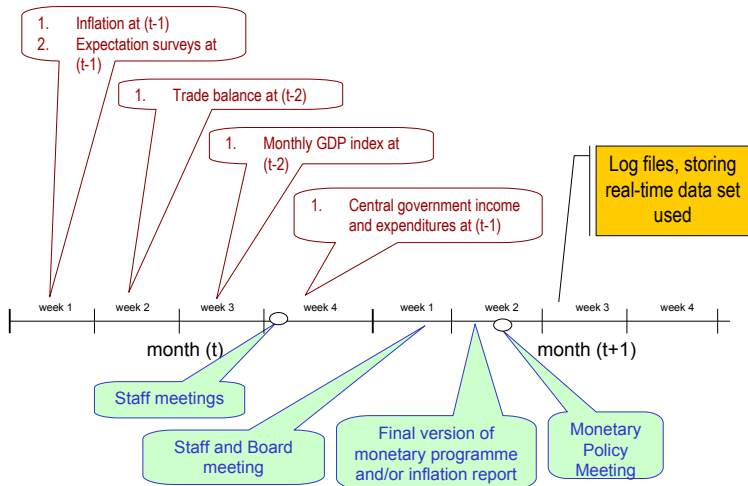 1. Inflation at (t-1)
2. Expectation surveys at
(t-1)
1. Trade balance at (t-2)
1. Monthly GDP index at
(t-2)
1. Central government income
and expenditures at (t-1)
Log files, storing
real-time data set
used
week 1
week 2
week 3
week 4
week 1
week 2
week 3
week 4
month (t)
month (t+1)
Staff meetings
Staff and Board
meeting
Final version of
monetary programme
and/or inflation report
Monetary
Policy
Meeting